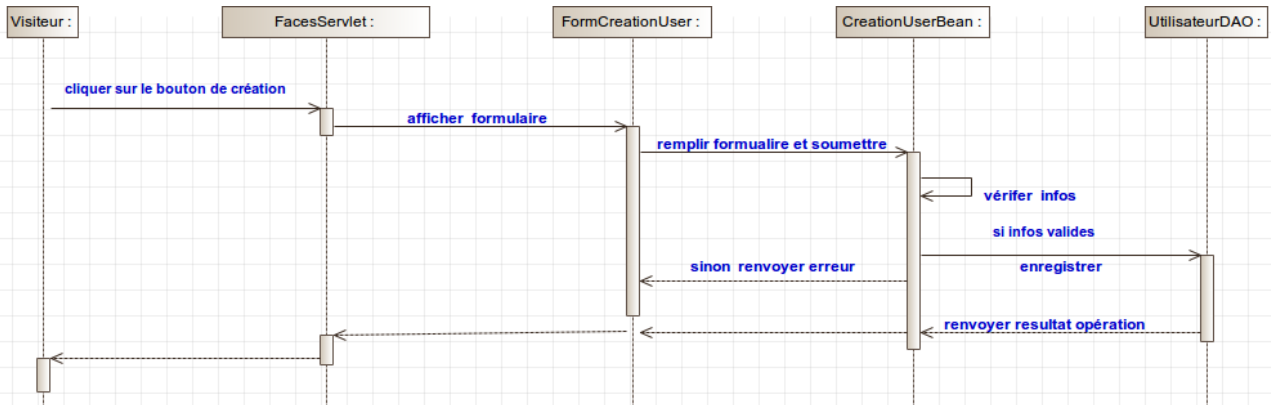 Visiteur :
FacesServlet :
FormCreationUser :
CreationUserBean :
UtilisateurDAO :
cliquer sur le bouton de création
afficher formulaire
remplir formualire et soumettre
vérifer infos
si infos valides
enregistrer
sinon renvoyer erreur
renvoyer resultat opération